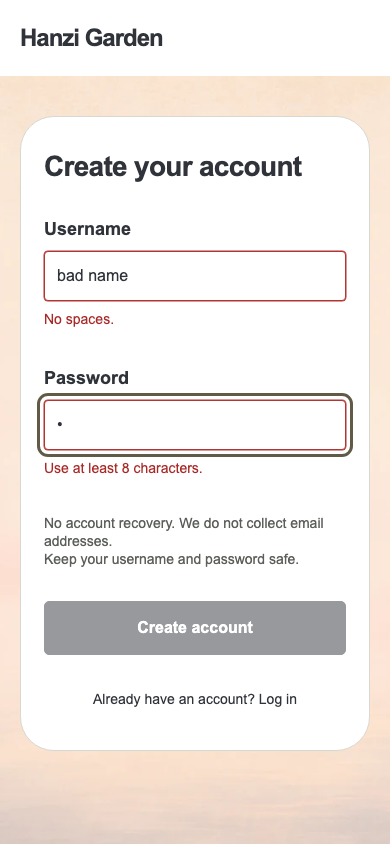 Hanzi Garden
Create your account
Username
bad name
No spaces.
Password
•
Use at least 8 characters.
No account recovery. We do not collect email
addresses.
Keep your username and password safe.
Create account
Already have an account? Log in